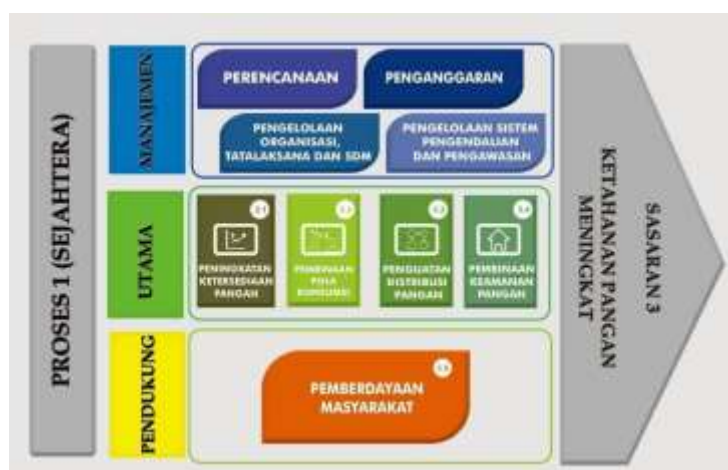 PROSES 1 (SEJAHTERA)
MANAJEMEN
PERENCANAAN
PENGANGGARAN
PENGELOLAAN
ORGANISASI,
TATALAKSANA DAN SDM
PENGELOLAAN SISTEM
PENGENDALIAN
DAN PENGAWASAN
UTAMA
PENINGKATAN
KETERSEDIAAN
PANGAN
PEMBINAAN
POLA
KONSUMSI
PENGUATAN
DISTRIBUSI
PANGAN
PEMBINAAN
KEAMANAN
PANGAN
PENDUKUNG
PEMBERDAYAAN
MASYARAKAT
SASARAN 3
KETAHANAN PANGAN
MENINGKAT